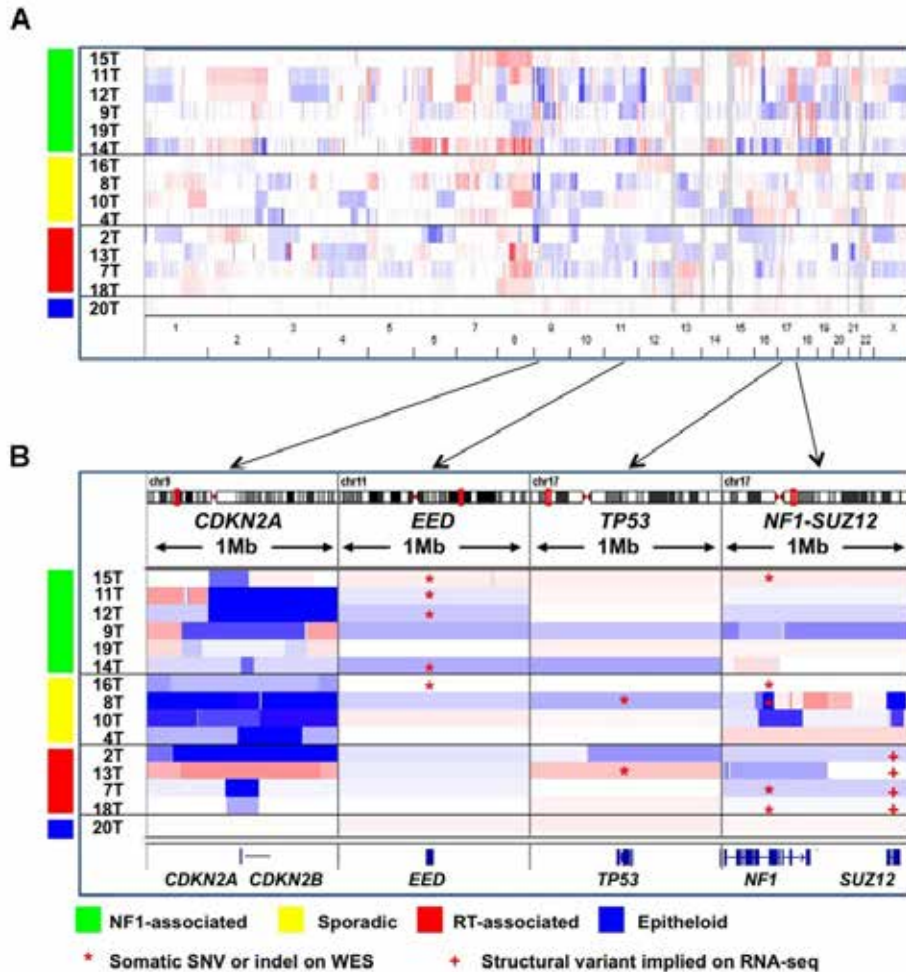 A
15T
11T
12T
9T
19T
14T
16T
8T
10T
4T
2T
13T
7T
18T
20T
1 3 5 7 9 11 13 15 17 19 21 X
2 4 6 8 10 12 14 16 18 20 22
B
chr9 chr11 chr17 chr17
CDKN2A EED TP53 NF1-SUZ12
1Mb 1Mb 1Mb 1Mb
15T
11T
12T
9T
19T
14T
16T
8T
10T
4T
2T
13T
7T
18T
20T
CDKN2A CDKN2B EED TP53 NF1 SUZ12
NF1-associated Sporadic RT-associated Epitheloid
* Somatic SNV or indel on WES + Structural variant implied on RNA-seq